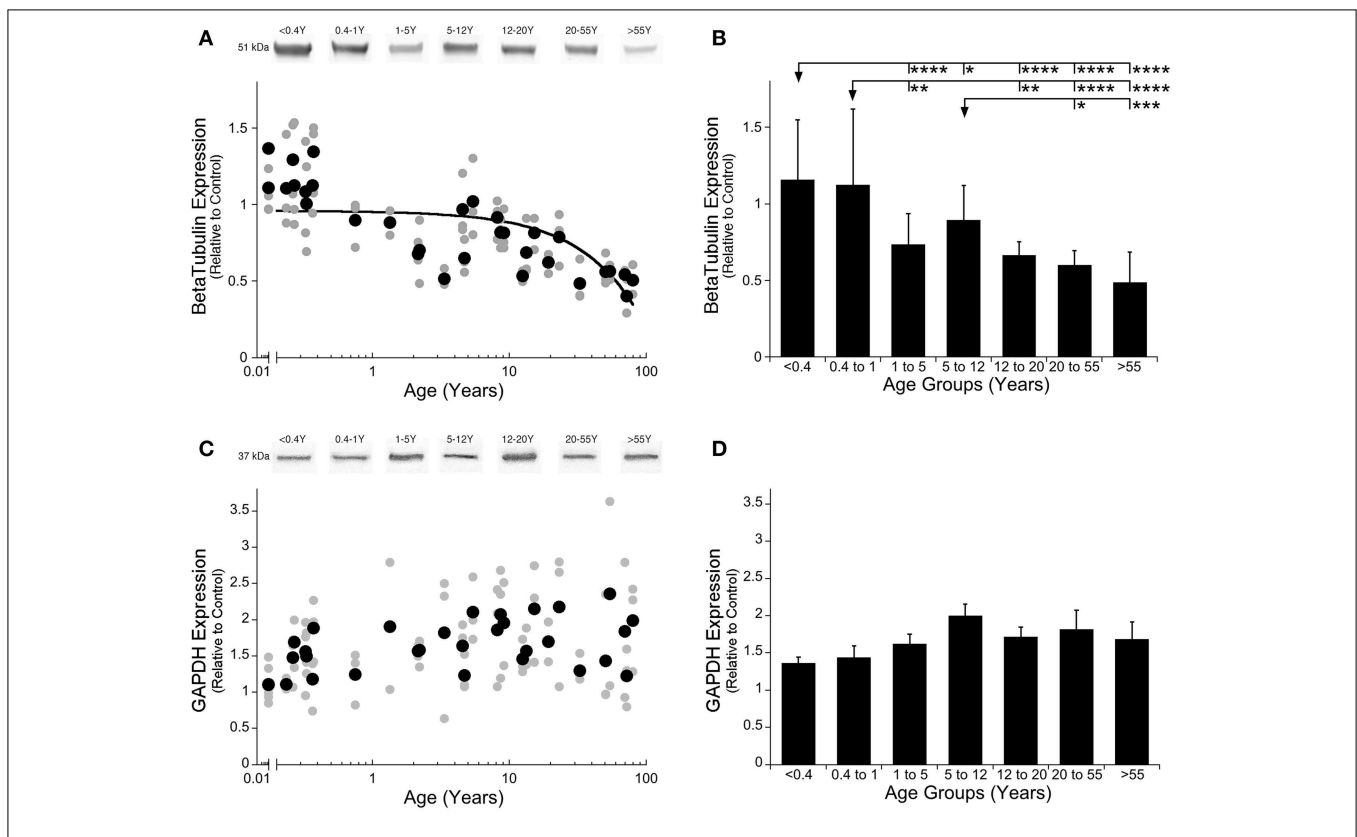 A
<0.4Y 0.4-1Y 1-5Y 5-12Y 12-20Y 20-55Y >55Y
51 kDa
BetaTubulin Expression
(Relative to Control)
1.5
1
0.5
0
0.01 1 10 100
Age (Years)
B
**** * **** **** ****
** ** **** ****
* ***
BetaTubulin Expression
(Relative to Control)
1.5
1
0.5
0
<0.4 0.4 to 1 1 to 5 5 to 12 12 to 20 20 to 55 >55
Age Groups (Years)
C
<0.4Y 0.4-1Y 1-5Y 5-12Y 12-20Y 20-55Y >55Y
37 kDa
GAPDH Expression
(Relative to Control)
3.5
3
2.5
2
1.5
1
0.5
0
0.01 1 10 100
Age (Years)
D
GAPDH Expression
(Relative to Control)
3.5
3
2.5
2
1.5
1
0.5
0
<0.4 0.4 to 1 1 to 5 5 to 12 12 to 20 20 to 55 >55
Age Groups (Years)